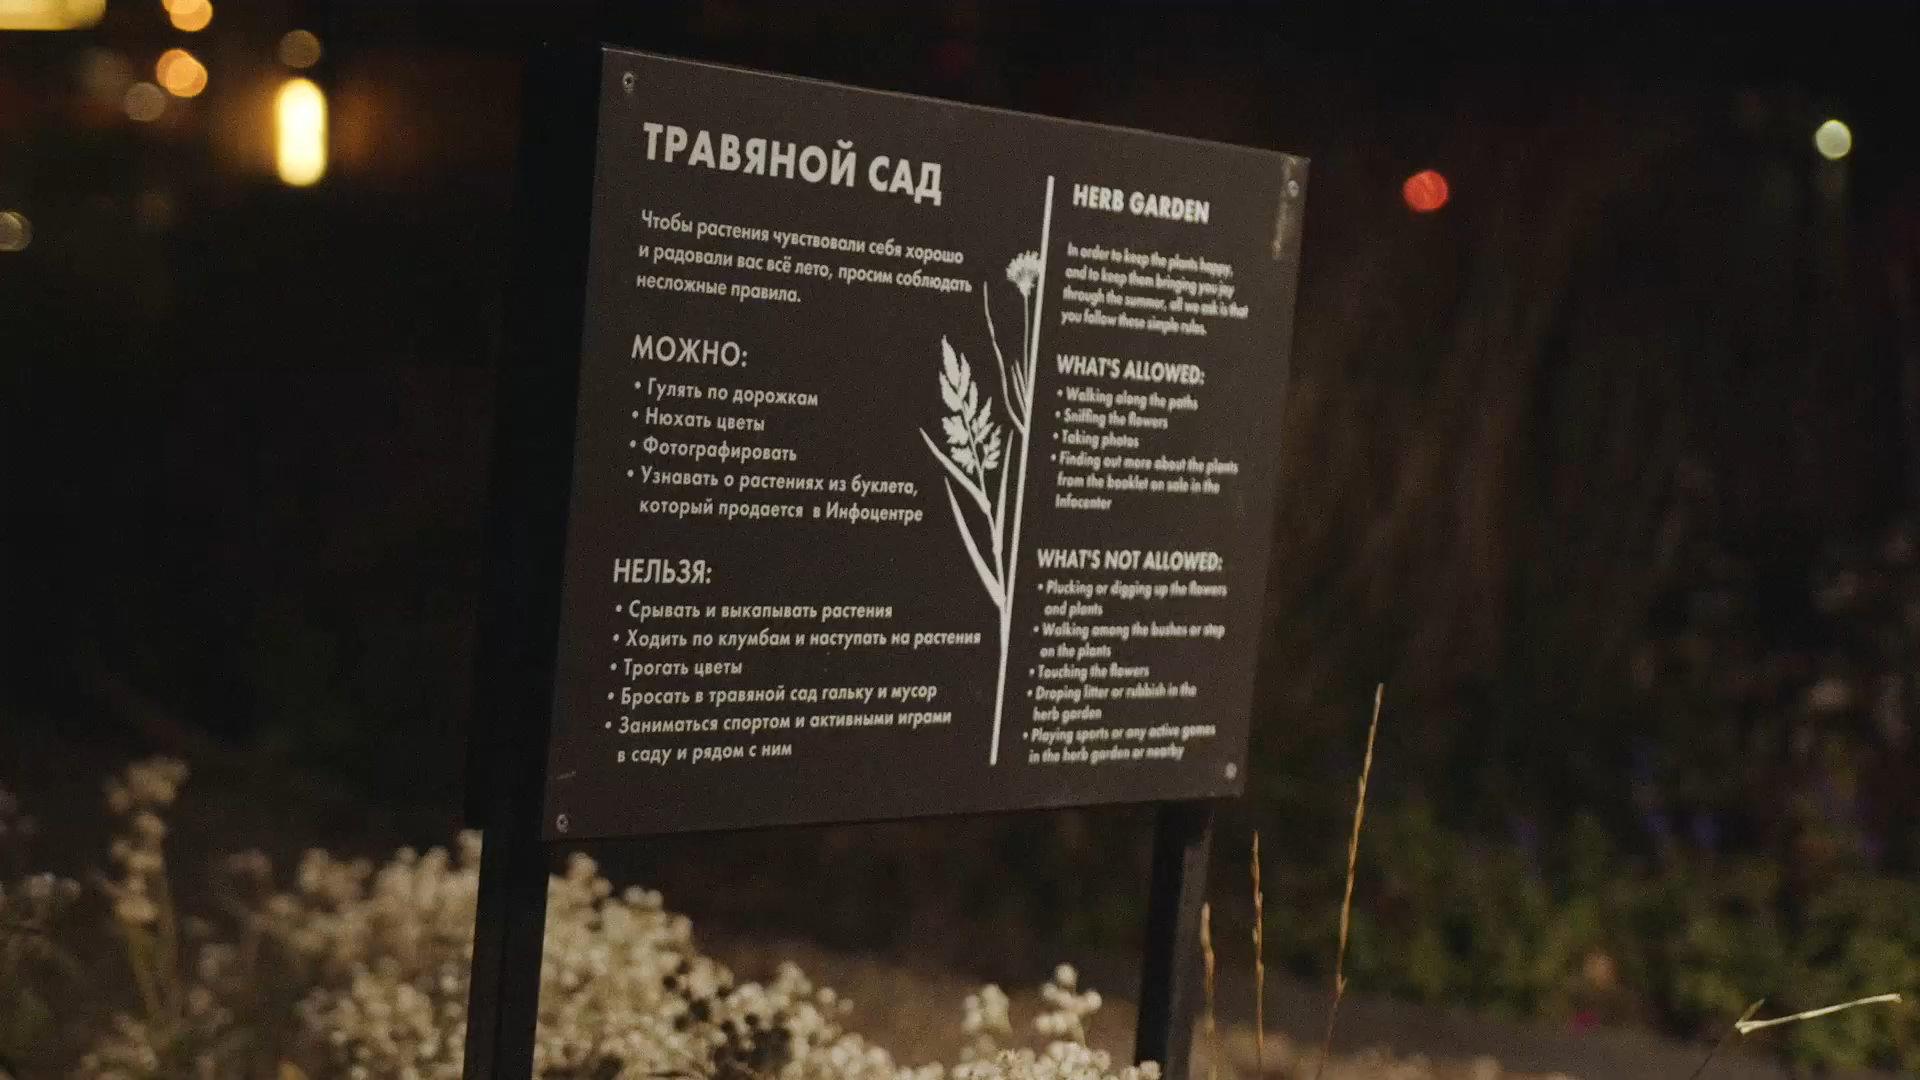 ТРАВЯНОЙ САД
Чтобы растения чувствовали себя хорошо
и радовали вас всё лето, просим соблюдать
несложные правила.
МОЖНО:
• Гулять по дорожкам
• Нюхать цветы
• Фотографировать
• Узнавать о растениях из буклета,
который продается в Инфоцентре
НЕЛЬЗЯ:
• Срывать и выкапывать растения
• Ходить по клумбам и наступать на растения
• Трогать цветы
• Бросать в травяной сад гальку и мусор
• Заниматься спортом и активными играми
в саду и рядом с ним
HERB GARDEN
In order to keep the plants happy,
and to keep them bringing you joy
through the summer, all we ask is that
you follow these simple rules.
WHAT'S ALLOWED:
• Walking along the paths
• Sniffing the flowers
• Taking photos
• Finding out more about the plants
from the booklet on sale in the
Infocenter
WHAT'S NOT ALLOWED:
• Plucking or digging up the flowers
and plants
• Walking among the bushes or step
on the plants
• Touching the flowers
• Droping litter or rubbish in the
herb garden
• Playing sports or any active games
in the herb garden or nearby